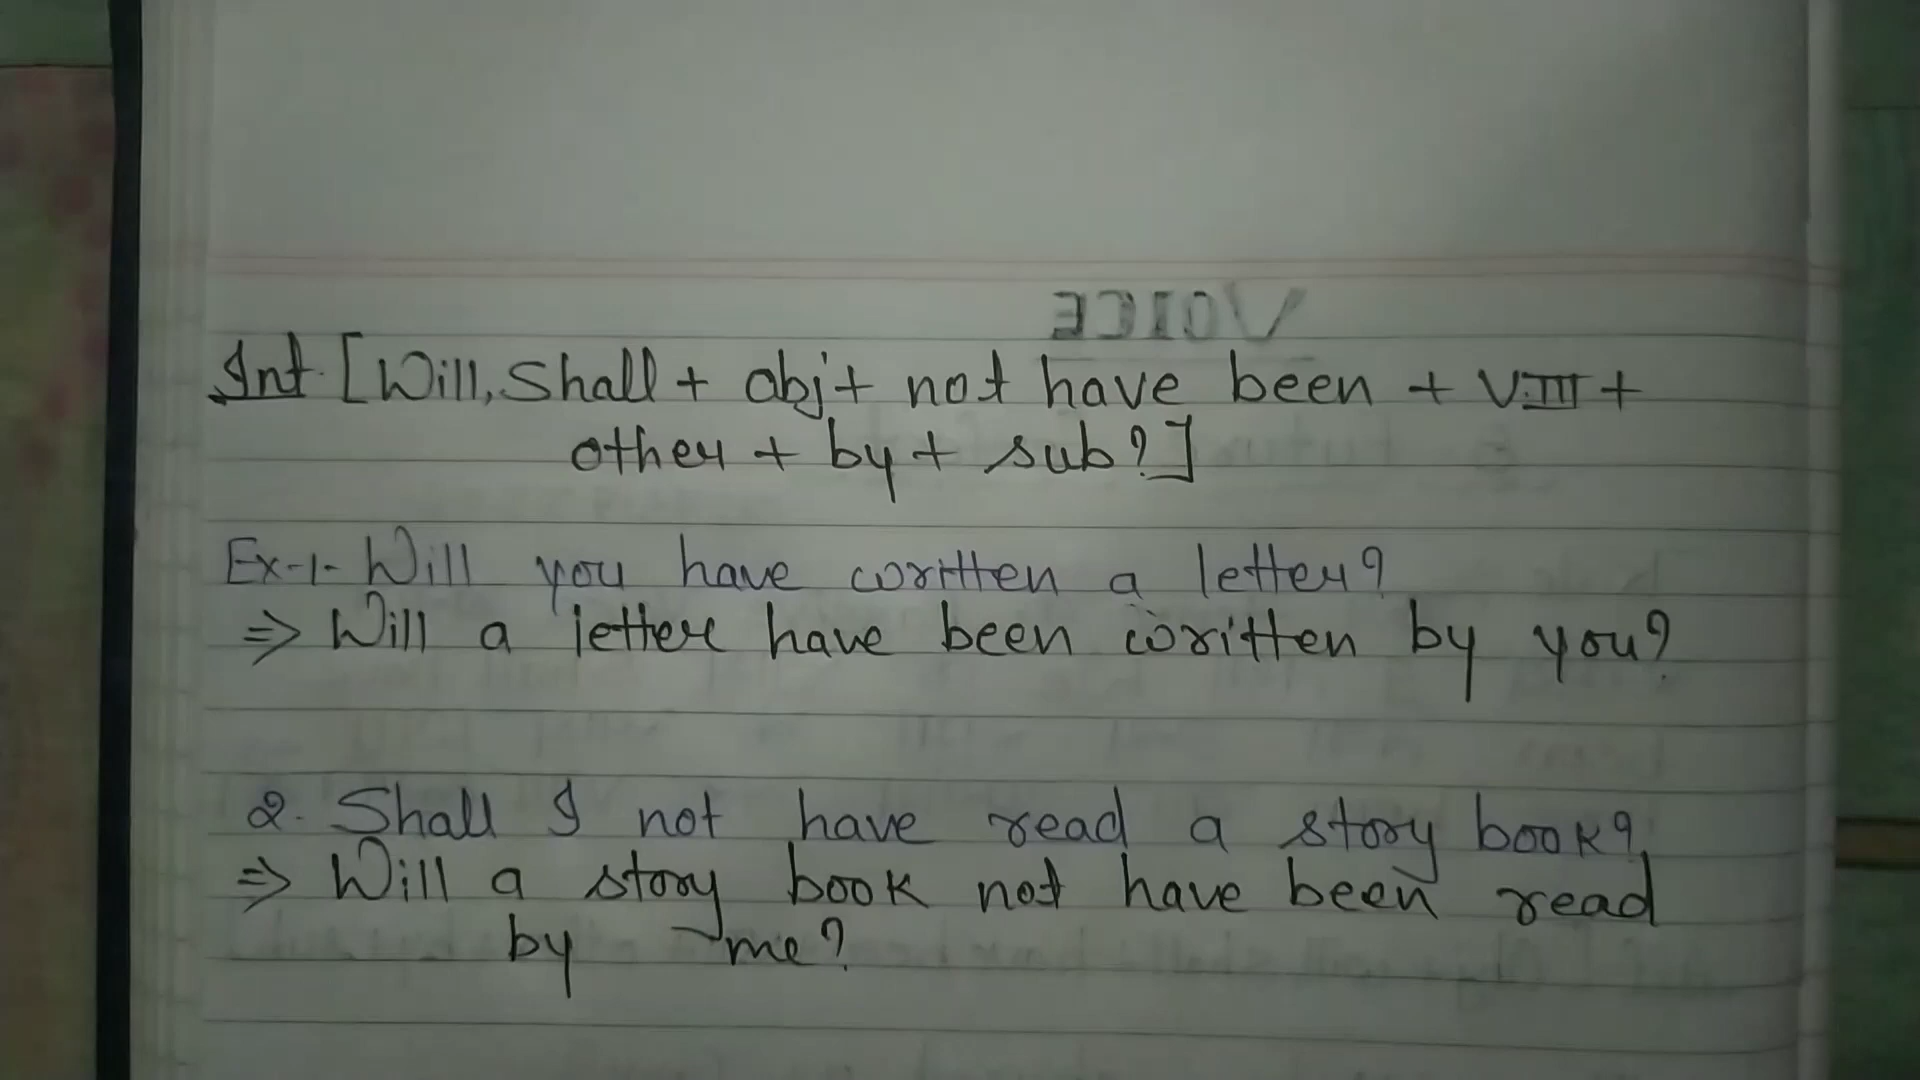 VOICE
Int. [Will, Shall + obj + not have been + V.III +
other + by + sub?]
Ex-1- Will you have written a letter?
⇒ Will a letter have been written by you?
2. Shall I not have read a story book?
⇒ Will a story book not have been read
by me?